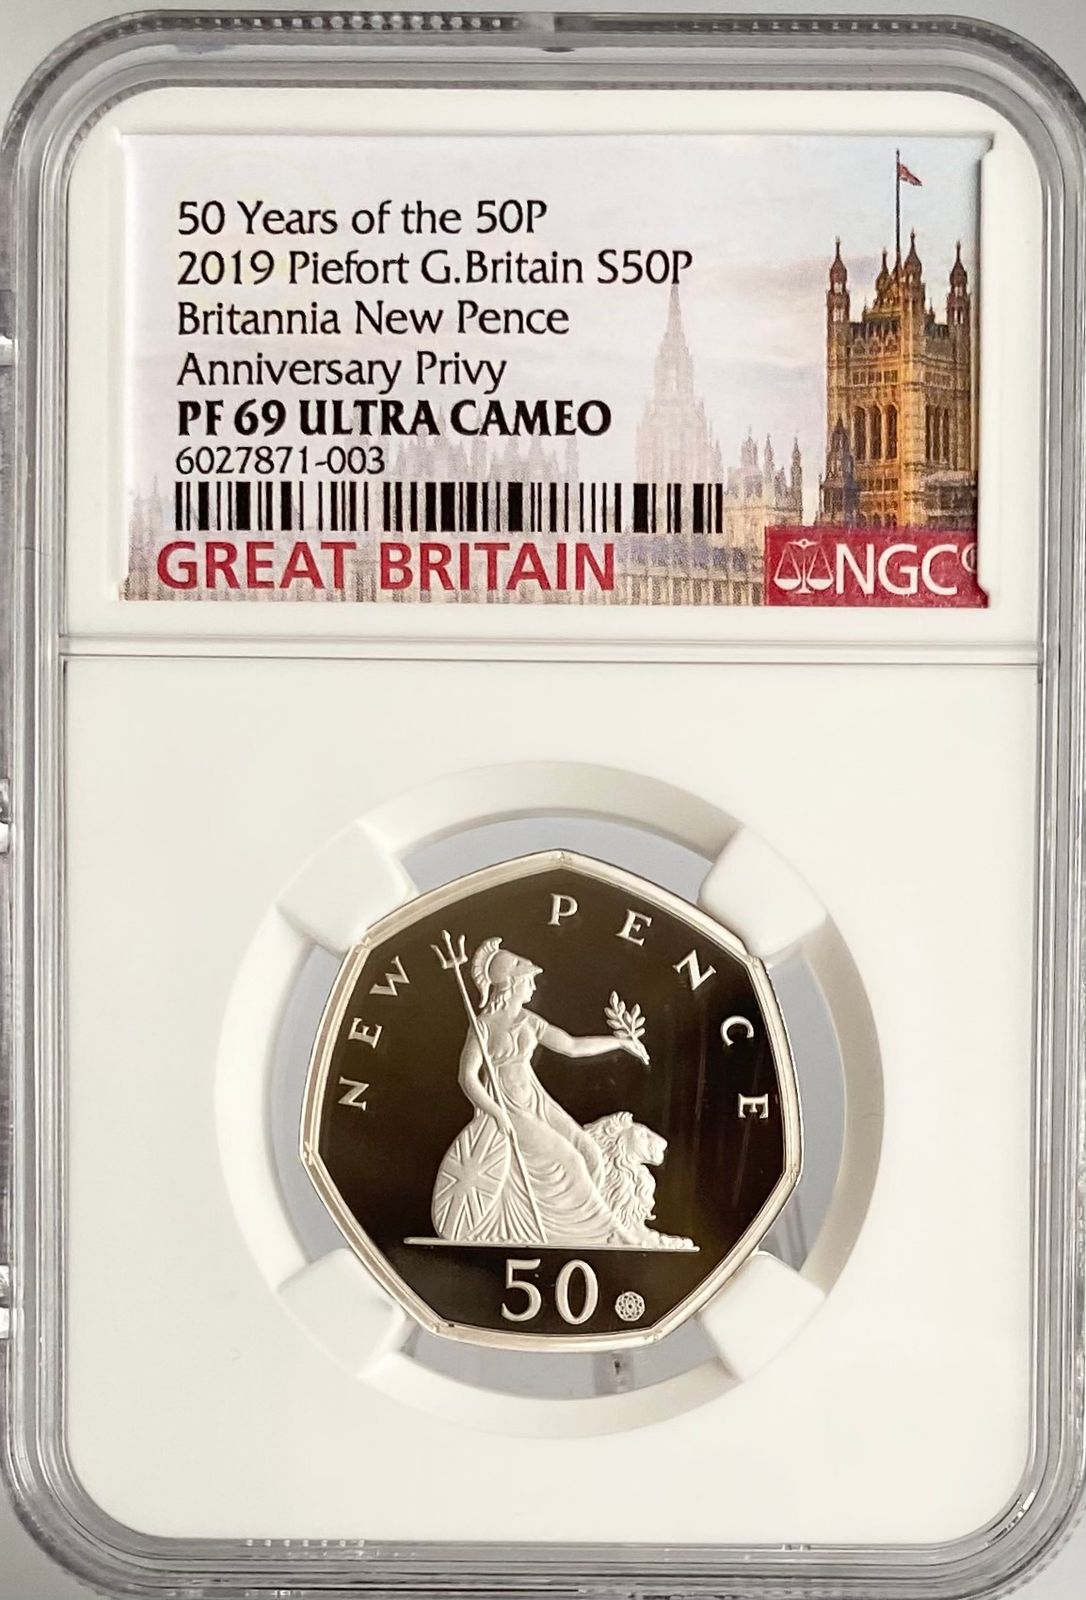 50 Years of the 50P
2019 Piefort G.Britain S50P
Britannia New Pence
Anniversary Privy
PF 69 ULTRA CAMEO
6027871-003
GREAT BRITAIN
NGC
NEW PENCE
50